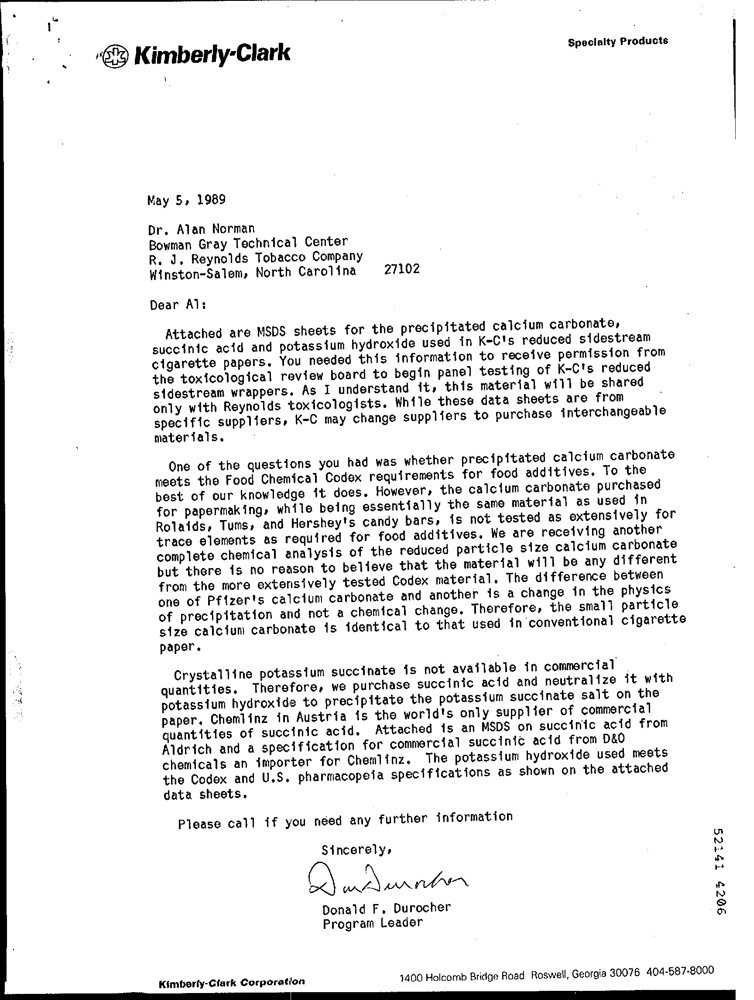 Kimberly-Clark
Specialty Products
May 5, 1989
Dr. Alan Norman
Bowman Gray Technical Center
R. J. Reynolds Tobacco Company
Winston-Salem, North Carolina 27102
Dear Al:
Attached are MSDS sheets for the precipitated calcium carbonate,
succinic acid and potassium hydroxide used in K-C's reduced sidestream
cigarette papers. You needed this information to receive permission from
the toxicological review board to begin panel testing of K-C's reduced
sidestream wrappers. As I understand it, this material will be shared
only with Reynolds toxicologists. While these data sheets are from
specific suppliers, K-C may change suppliers to purchase interchangeable
materials.
One of the questions you had was whether precipitated calcium carbonate
meets the Food Chemical Codex requirements for food additives. To the
best of our knowledge it does. However, the calcium carbonate purchased
for papermaking, while being essentially the same material as used in
Rolaids, Tums, and Hershey's candy bars, is not tested as extensively for
trace elements as required for food additives. We are receiving another
complete chemical analysis of the reduced particle size calcium carbonate
but there is no reason to believe that the material will be any different
from the more extensively tested Codex material. The difference between
one of Pfizer's calcium carbonate and another is a change in the physics
of precipitation and not a chemical change. Therefore, the small particle
size calcium carbonate is identical to that used in conventional cigarette
paper.
Crystalline potassium succinate is not available in commercial
quantities. Therefore, we purchase succinic acid and neutralize it with
potassium hydroxide to precipitate the potassium succinate salt on the
paper. Chemlinz in Austria is the world's only supplier of commercial
quantities of succinic acid. Attached is an MSDS on succinic acid from
Aldrich and a specification for commercial succinic acid from D&O
chemicals an importer for Chemlinz. The potassium hydroxide used meets
the Codex and U.S. pharmacopeia specifications as shown on the attached
data sheets.
Please call if you need any further information
Sincerely,
Don Durocher
Donald F. Durocher
Program Leader
52141 4206
Kimberly-Clark Corporation
1400 Holcomb Bridge Road Roswell, Georgia 30076 404-587-8000